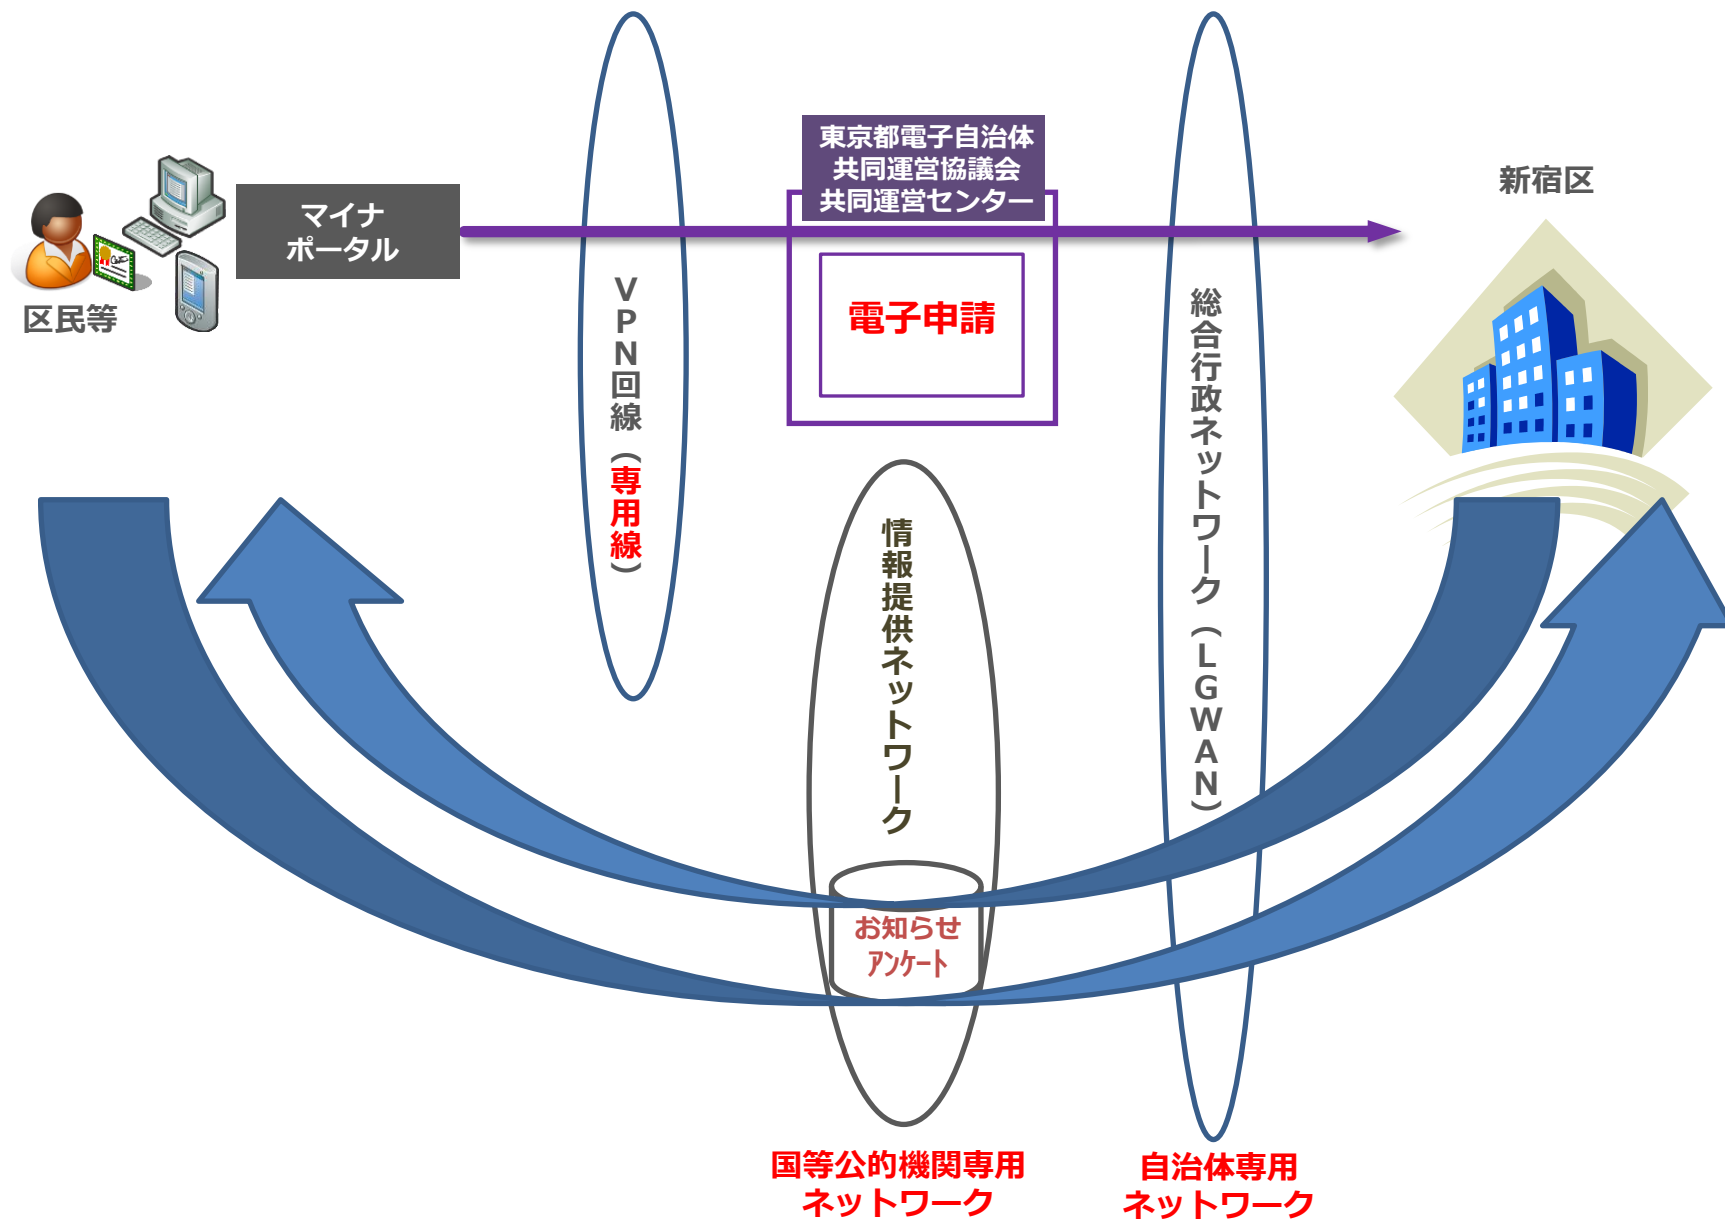 東京都電子自治体
共同運営協議会
共同運営センター
新宿区
マイナ
ポータル
区民等
電子申請
VPN回線（専用線）
総合行政ネットワーク（LGWAN）
情報提供ネットワーク
お知らせ
アンケート
国等公的機関専用
ネットワーク
自治体専用
ネットワーク